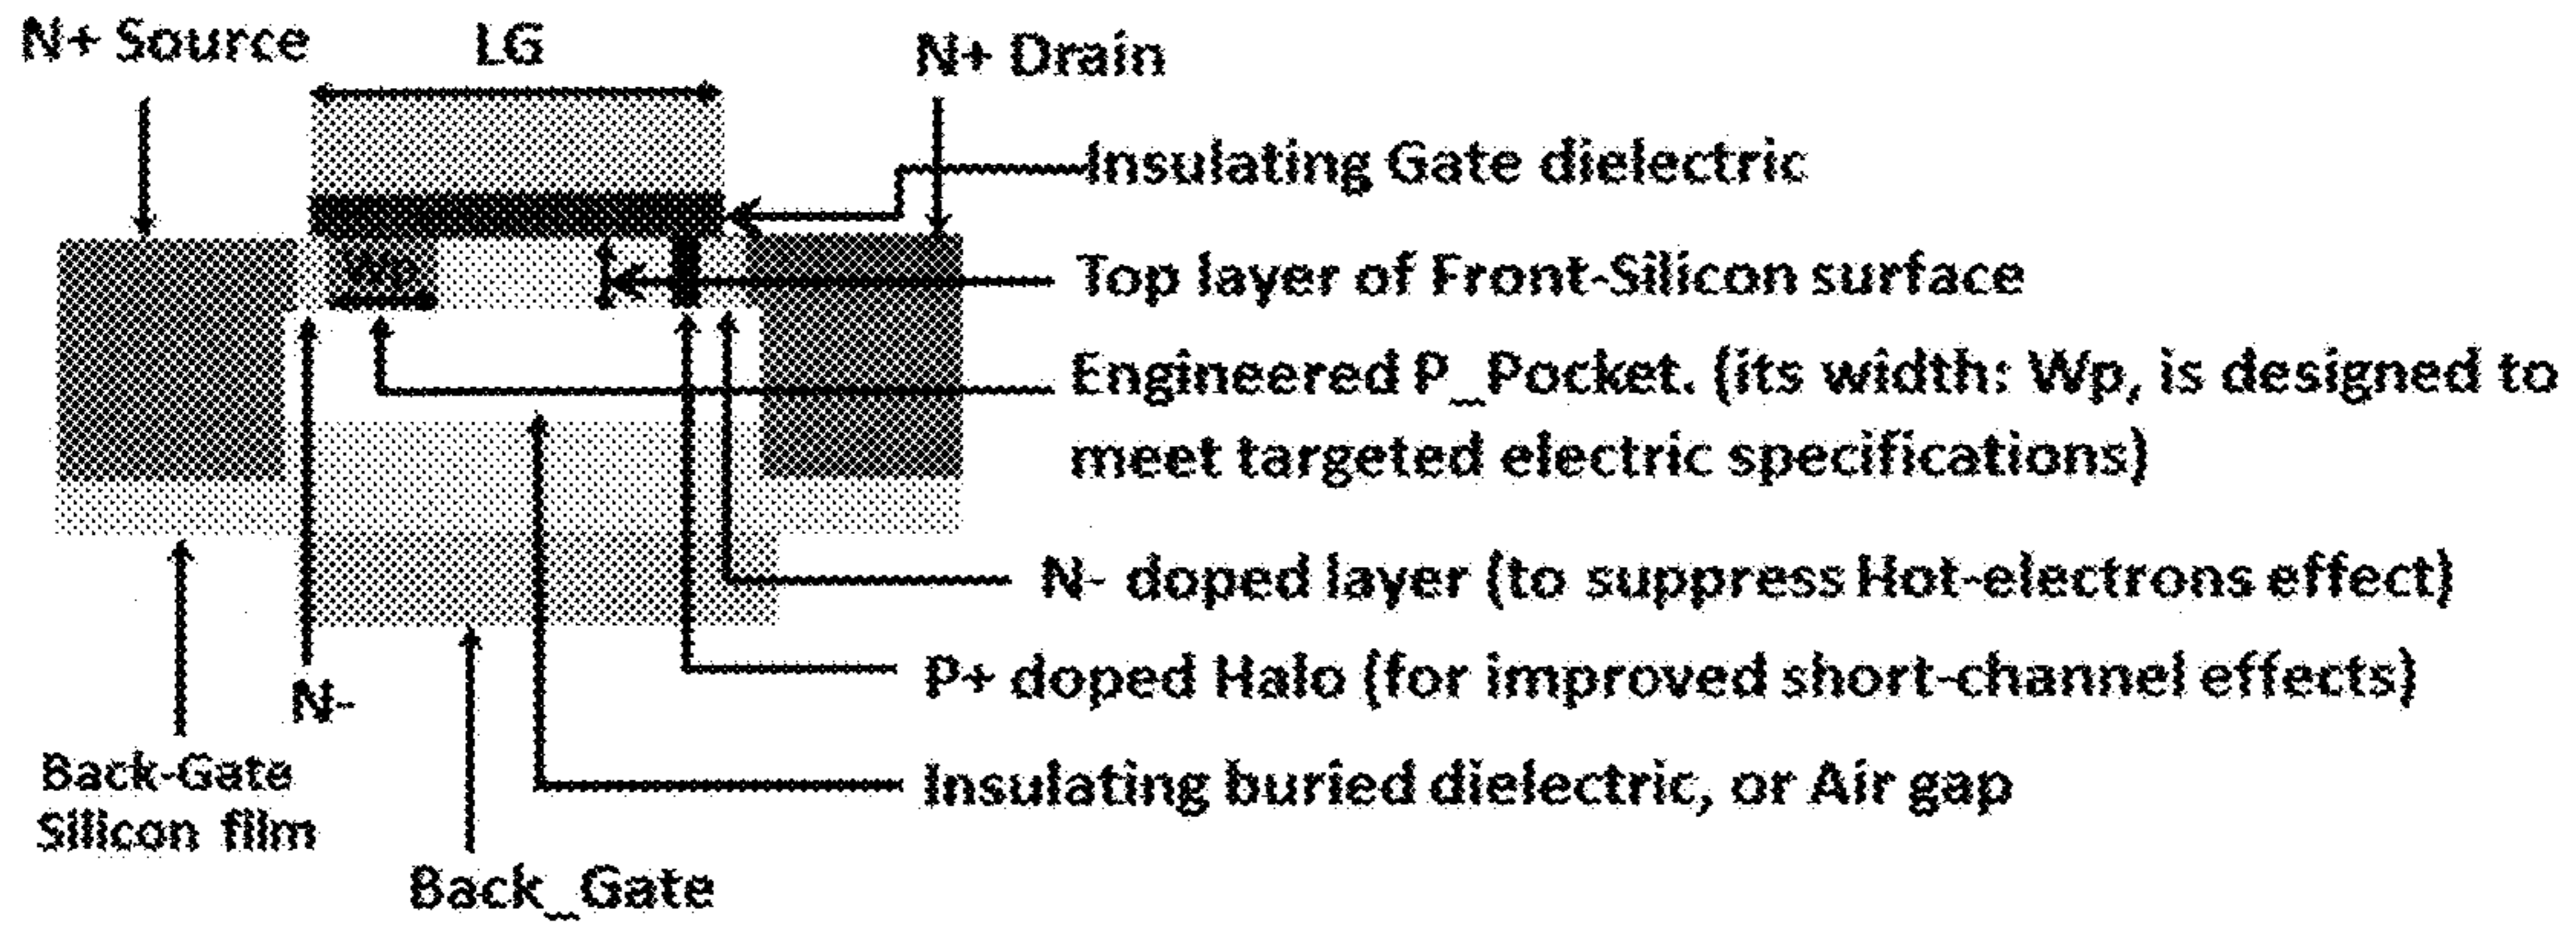 N+ Source
LG
N+ Drain
Insulating Gate dielectric
Wp
Top layer of Front-Silicon surface
Engineered P_Pocket. (its width: Wp, is designed to
meet targeted electric specifications)
N- doped layer (to suppress Hot-electrons effect)
P+ doped Halo (for improved short-channel effects)
N-
Insulating buried dielectric, or Air gap
Back-Gate
Silicon film
Back_Gate